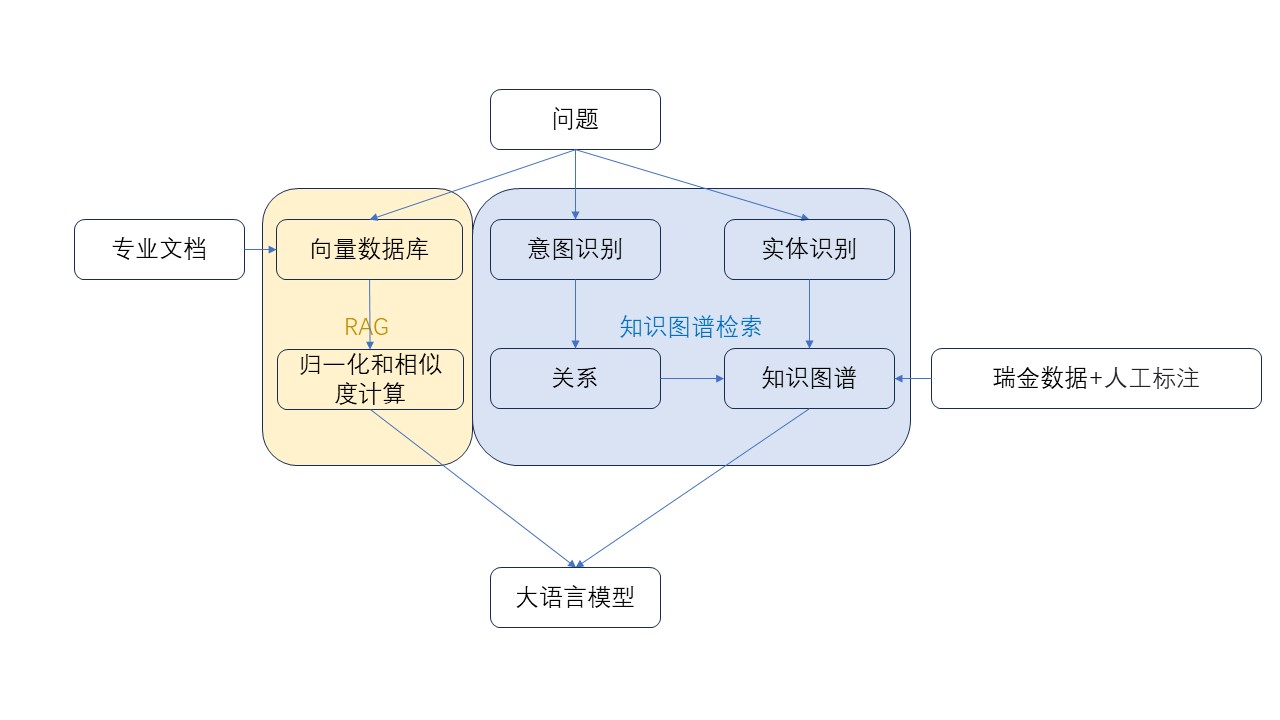 问题
专业文档
向量数据库
意图识别
实体识别
RAG
知识图谱检索
归一化和相似
度计算
关系
知识图谱
瑞金数据+人工标注
大语言模型